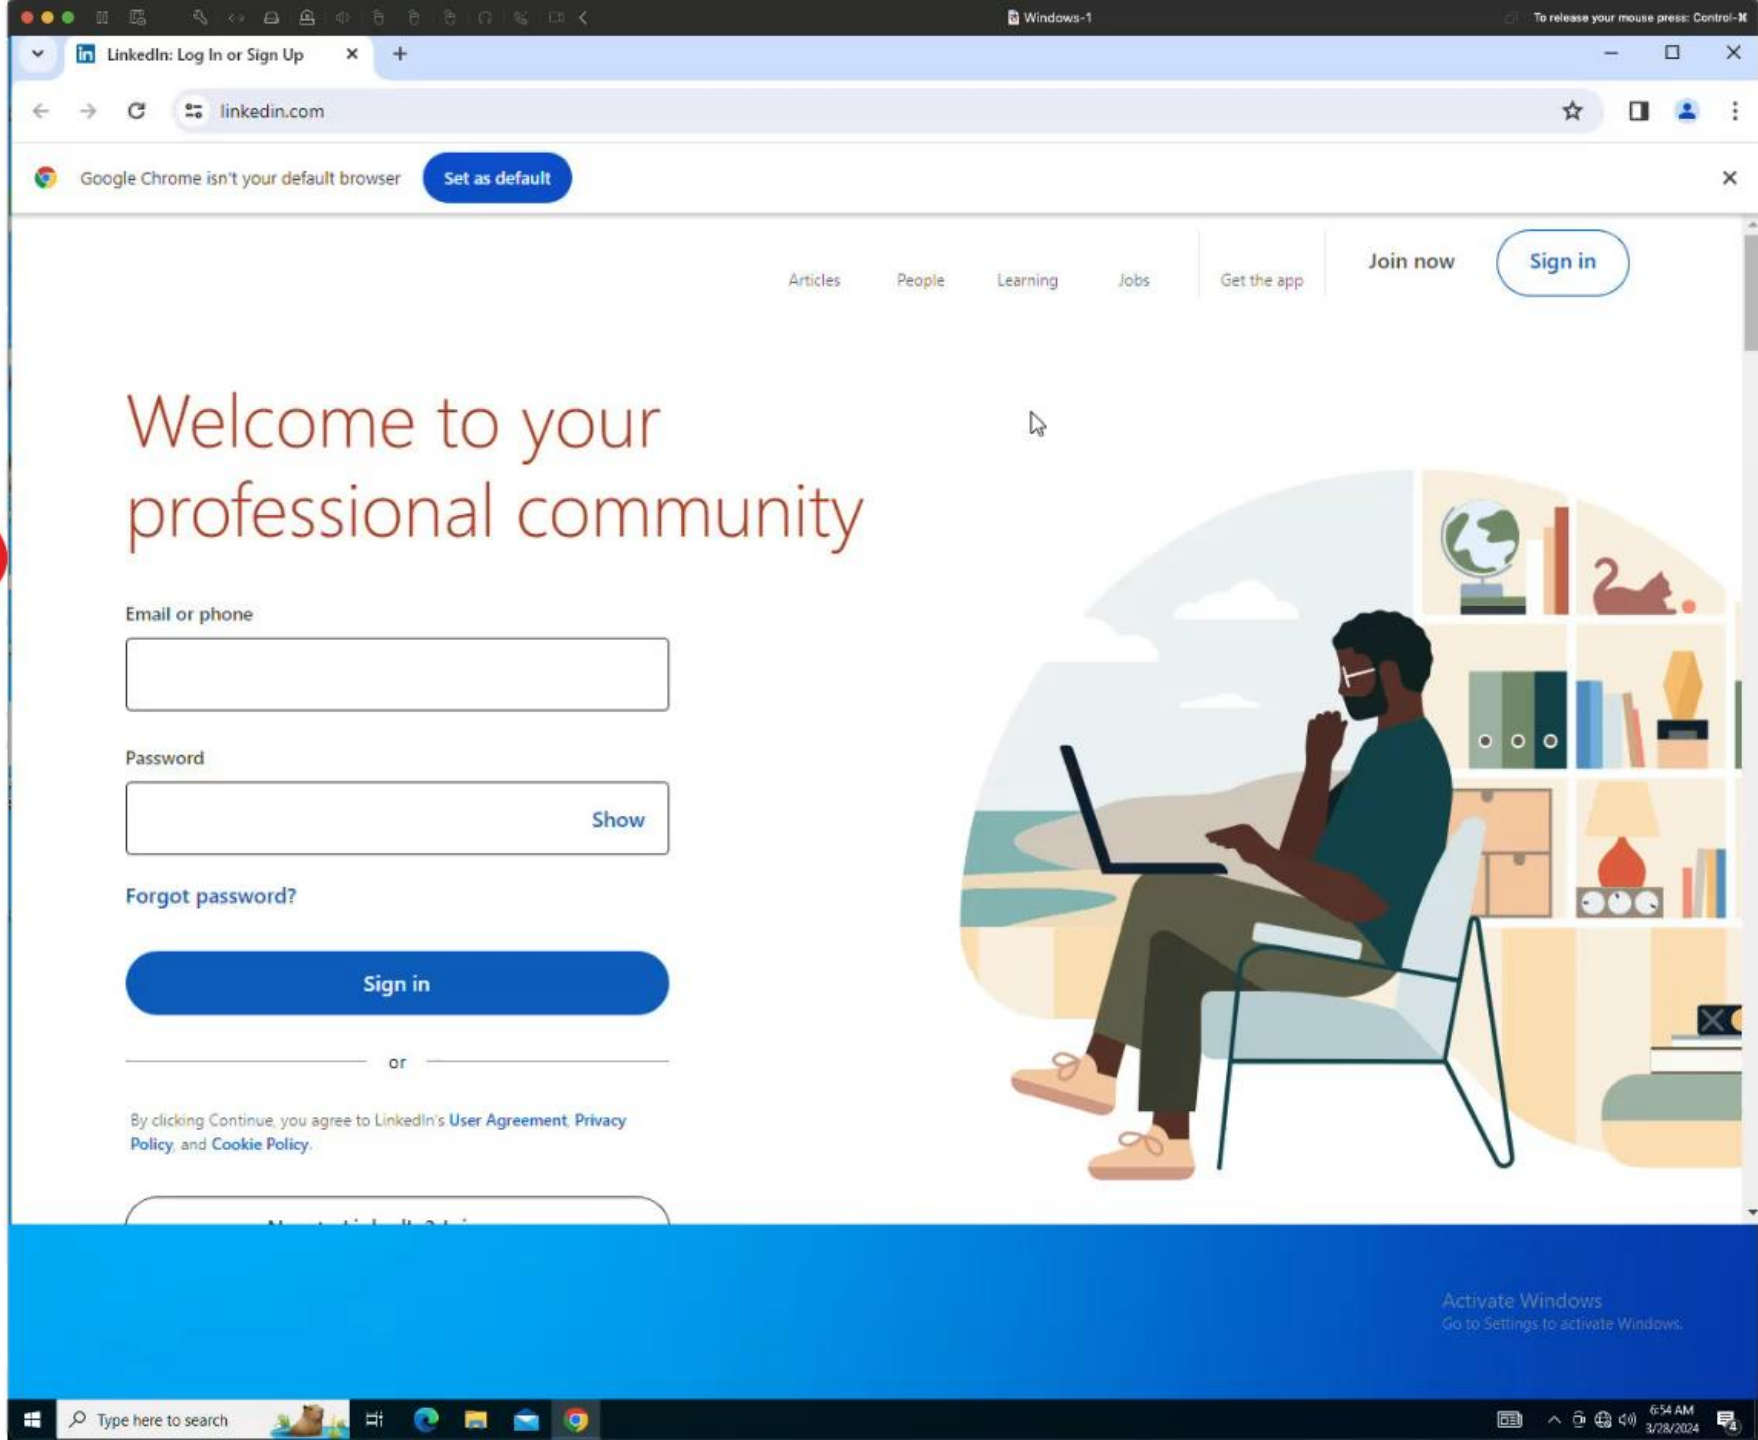 Windows-1
To release your mouse press: Control-⌘
in LinkedIn: Log In or Sign Up
linkedin.com
Google Chrome isn't your default browser
Set as default
Articles
People
Learning
Jobs
Get the app
Join now
Sign in
Welcome to your
professional community
Email or phone
Password
Show
Forgot password?
Sign in
or
By clicking Continue, you agree to LinkedIn's User Agreement, Privacy
Policy, and Cookie Policy.
Activate Windows
Go to Settings to activate Windows.
Type here to search
6:54 AM
3/28/2024
4